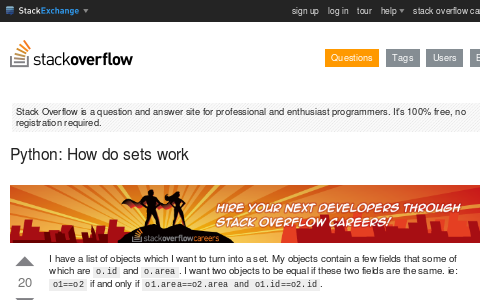 StackExchange sign up log in tour help stack overflow ca
stackoverflow Questions Tags Users
Stack Overflow is a question and answer site for professional and enthusiast programmers. It's 100% free, no
registration required.
Python: How do sets work
HIRE YOUR NEXT DEVELOPERS THROUGH
STACK OVERFLOW CAREERS!
stackoverflowcareers
I have a list of objects which I want to turn into a set. My objects contain a few fields that some of
which are o.id and o.area. I want two objects to be equal if these two fields are the same. ie:
20
o1==o2 if and only if o1.area==o2.area and o1.id==o2.id.